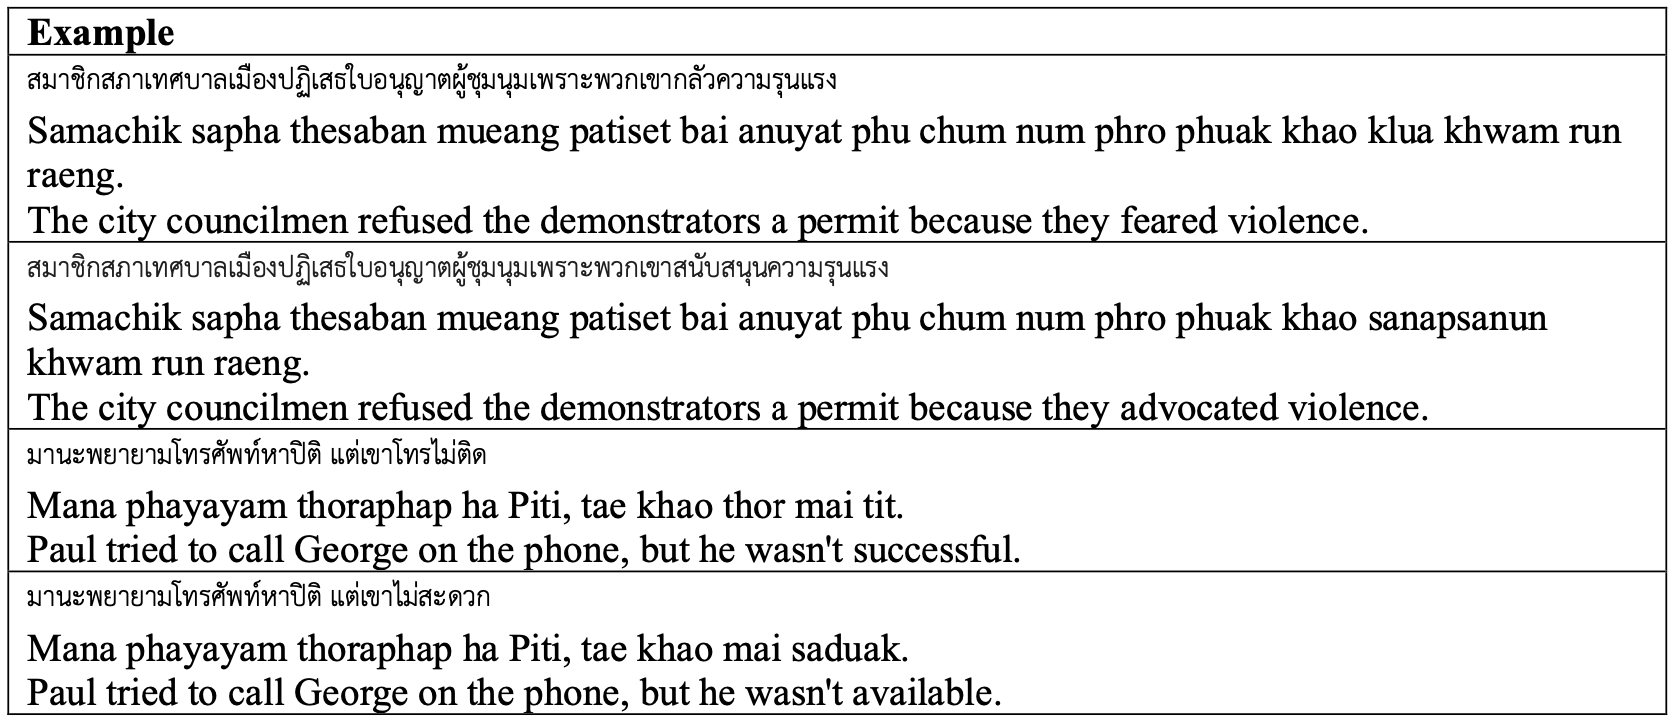 Example
สมาชิกสภาเทศบาลเมืองปฏิเสธใบอนุญาตผู้ชุมนุมเพราะพวกเขากลัวความรุนแรง
Samachik sapha thesaban mueang patiset bai anuyat phu chum num phro phuak khao klua khwam run
raeng.
The city councilmen refused the demonstrators a permit because they feared violence.
สมาชิกสภาเทศบาลเมืองปฏิเสธใบอนุญาตผู้ชุมนุมเพราะพวกเขาสนับสนุนความรุนแรง
Samachik sapha thesaban mueang patiset bai anuyat phu chum num phro phuak khao sanapsanun
khwam run raeng.
The city councilmen refused the demonstrators a permit because they advocated violence.
มานะพยายามโทรศัพท์หาปิติ แต่เขาโทรไม่ติด
Mana phayayam thoraphap ha Piti, tae khao thor mai tit.
Paul tried to call George on the phone, but he wasn't successful.
มานะพยายามโทรศัพท์หาปิติ แต่เขาไม่สะดวก
Mana phayayam thoraphap ha Piti, tae khao mai saduak.
Paul tried to call George on the phone, but he wasn't available.